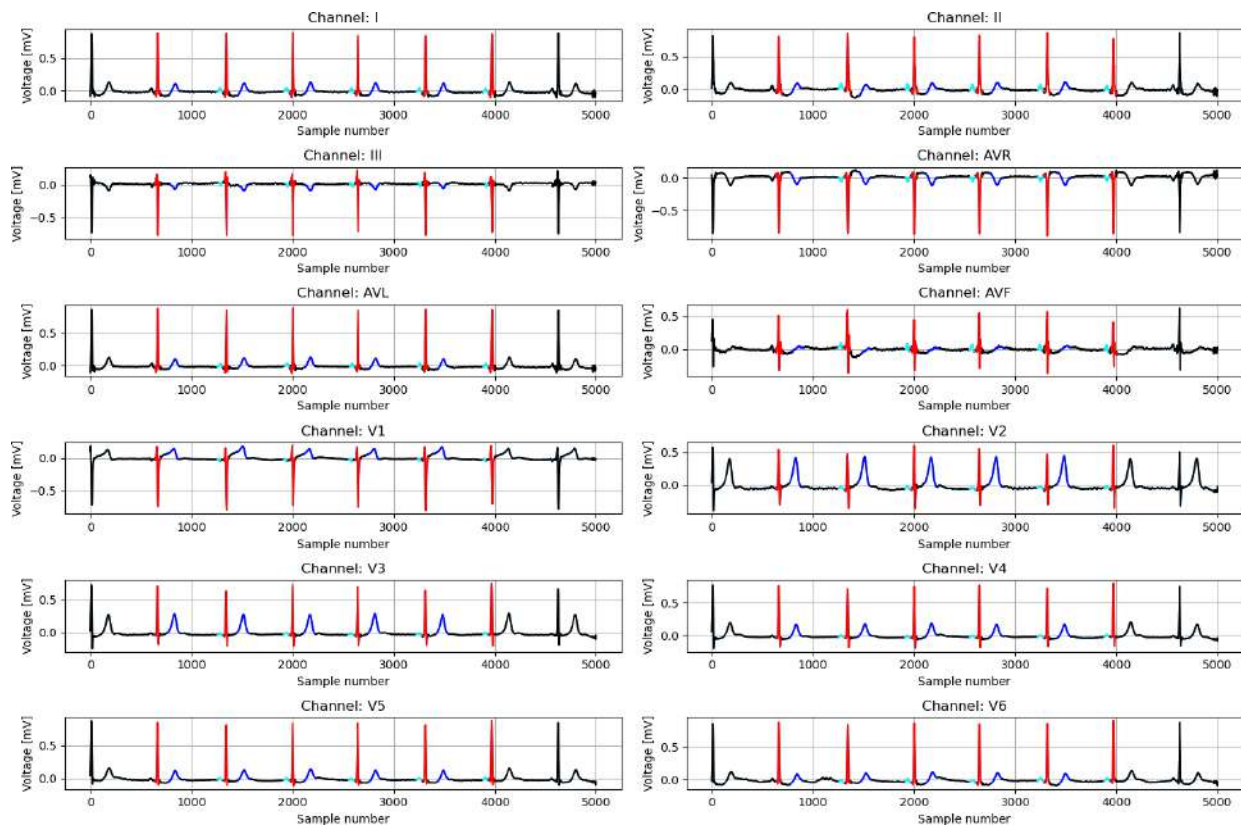 Channel: I
Voltage [mV]
0.5
0.0
0 1000 2000 3000 4000 5000
Sample number
Channel: II
Voltage [mV]
0.5
0.0
0 1000 2000 3000 4000 5000
Sample number
Channel: III
Voltage [mV]
0.0
−0.5
0 1000 2000 3000 4000 5000
Sample number
Channel: AVR
Voltage [mV]
0.0
−0.5
0 1000 2000 3000 4000 5000
Sample number
Channel: AVL
Voltage [mV]
0.5
0.0
0 1000 2000 3000 4000 5000
Sample number
Channel: AVF
Voltage [mV]
0.5
0.0
0 1000 2000 3000 4000 5000
Sample number
Channel: V1
Voltage [mV]
0.0
−0.5
0 1000 2000 3000 4000 5000
Sample number
Channel: V2
Voltage [mV]
0.5
0.0
0 1000 2000 3000 4000 5000
Sample number
Channel: V3
Voltage [mV]
0.5
0.0
0 1000 2000 3000 4000 5000
Sample number
Channel: V4
Voltage [mV]
0.5
0.0
0 1000 2000 3000 4000 5000
Sample number
Channel: V5
Voltage [mV]
0.5
0.0
0 1000 2000 3000 4000 5000
Sample number
Channel: V6
Voltage [mV]
0.5
0.0
0 1000 2000 3000 4000 5000
Sample number